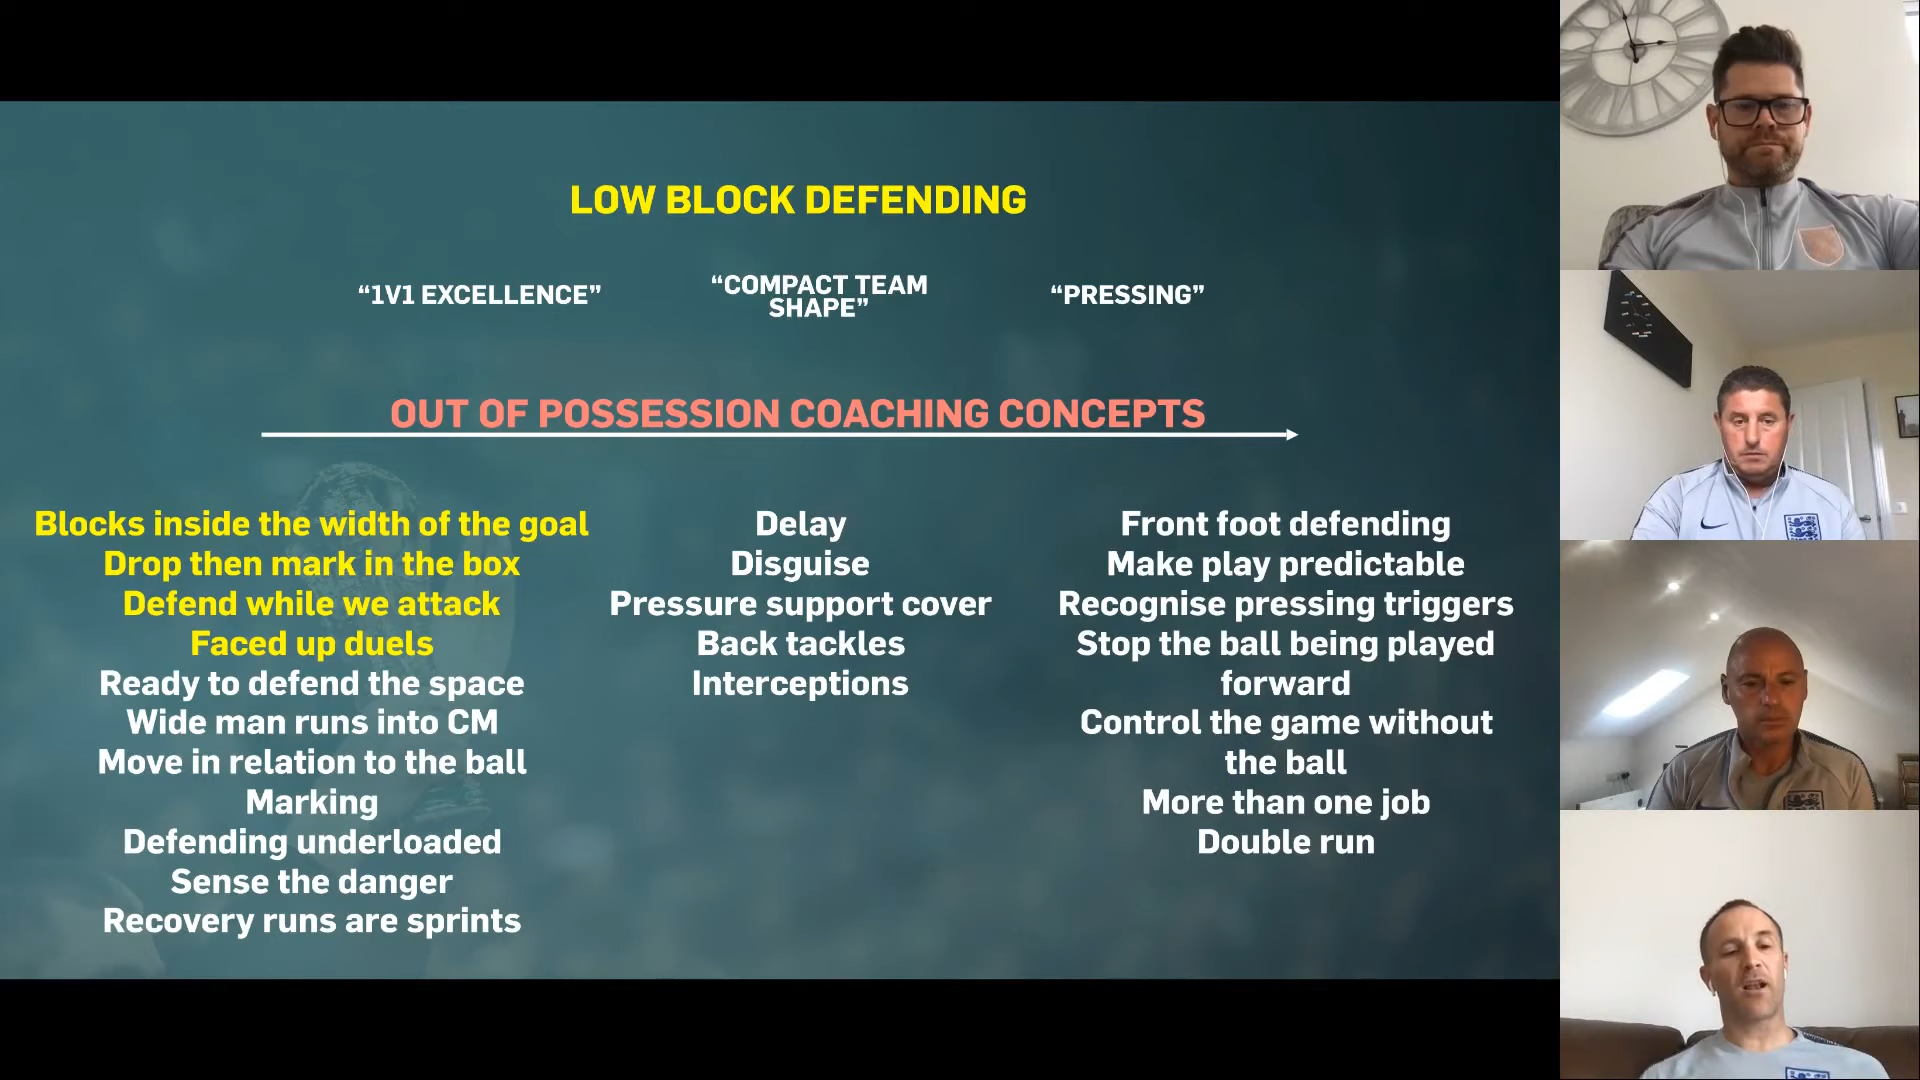 LOW BLOCK DEFENDING
“1V1 EXCELLENCE”
“COMPACT TEAM
SHAPE”
“PRESSING”
OUT OF POSSESSION COACHING CONCEPTS
Blocks inside the width of the goal
Drop then mark in the box
Defend while we attack
Faced up duels
Ready to defend the space
Wide man runs into CM
Move in relation to the ball
Marking
Defending underloaded
Sense the danger
Recovery runs are sprints
Delay
Disguise
Pressure support cover
Back tackles
Interceptions
Front foot defending
Make play predictable
Recognise pressing triggers
Stop the ball being played
forward
Control the game without
the ball
More than one job
Double run